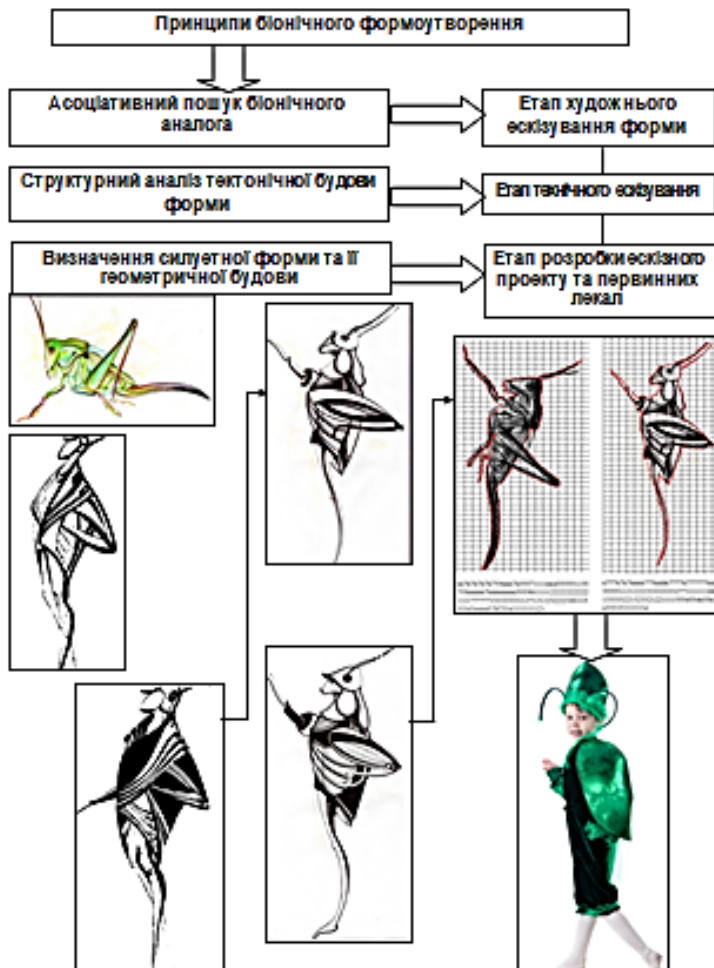 Принципи біонічного формоутворення
Асоціативний пошук біонічного
аналога
Етап художнього
ескізування форми
Структурний аналіз тектонічної будови
форми
Етап технічного ескізування
Визначення силуетної форми та її
геометричної будови
Етап розробки ескізного
проекту та первинних
лекал